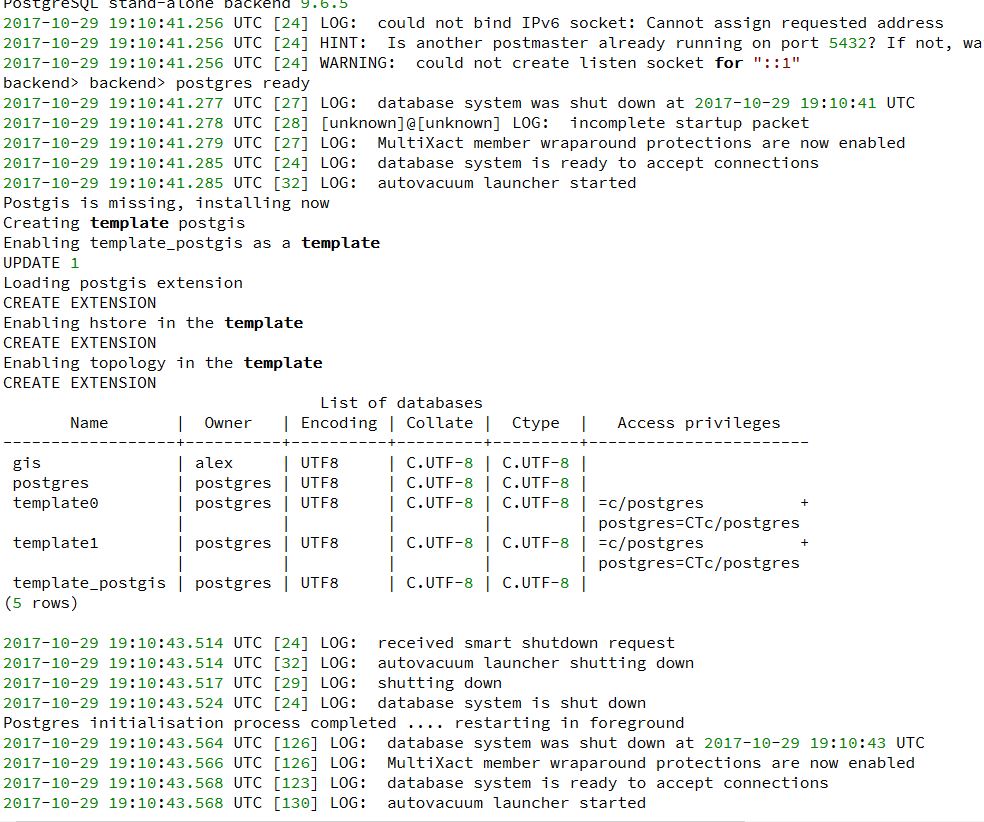 PostgreSQL stand-alone backend 9.6.5
2017-10-29 19:10:41.256 UTC [24] LOG:  could not bind IPv6 socket: Cannot assign requested address
2017-10-29 19:10:41.256 UTC [24] HINT:  Is another postmaster already running on port 5432? If not, wa
2017-10-29 19:10:41.256 UTC [24] WARNING:  could not create listen socket for "::1"
backend> backend> postgres ready
2017-10-29 19:10:41.277 UTC [27] LOG:  database system was shut down at 2017-10-29 19:10:41 UTC
2017-10-29 19:10:41.278 UTC [28] [unknown]@[unknown] LOG:  incomplete startup packet
2017-10-29 19:10:41.279 UTC [27] LOG:  MultiXact member wraparound protections are now enabled
2017-10-29 19:10:41.285 UTC [24] LOG:  database system is ready to accept connections
2017-10-29 19:10:41.285 UTC [32] LOG:  autovacuum launcher started
Postgis is missing, installing now
Creating template postgis
Enabling template_postgis as a template
UPDATE 1
Loading postgis extension
CREATE EXTENSION
Enabling hstore in the template
CREATE EXTENSION
Enabling topology in the template
CREATE EXTENSION
                                 List of databases
       Name       |  Owner   | Encoding | Collate |  Ctype  |   Access privileges
------------------+----------+----------+---------+---------+-----------------------
 gis              | alex     | UTF8     | C.UTF-8 | C.UTF-8 |
 postgres         | postgres | UTF8     | C.UTF-8 | C.UTF-8 |
 template0        | postgres | UTF8     | C.UTF-8 | C.UTF-8 | =c/postgres          +
                  |          |          |         |         | postgres=CTc/postgres
 template1        | postgres | UTF8     | C.UTF-8 | C.UTF-8 | =c/postgres          +
                  |          |          |         |         | postgres=CTc/postgres
 template_postgis | postgres | UTF8     | C.UTF-8 | C.UTF-8 |
(5 rows)

2017-10-29 19:10:43.514 UTC [24] LOG:  received smart shutdown request
2017-10-29 19:10:43.514 UTC [32] LOG:  autovacuum launcher shutting down
2017-10-29 19:10:43.517 UTC [29] LOG:  shutting down
2017-10-29 19:10:43.524 UTC [24] LOG:  database system is shut down
Postgres initialisation process completed .... restarting in foreground
2017-10-29 19:10:43.564 UTC [126] LOG:  database system was shut down at 2017-10-29 19:10:43 UTC
2017-10-29 19:10:43.566 UTC [126] LOG:  MultiXact member wraparound protections are now enabled
2017-10-29 19:10:43.568 UTC [123] LOG:  database system is ready to accept connections
2017-10-29 19:10:43.568 UTC [130] LOG:  autovacuum launcher started